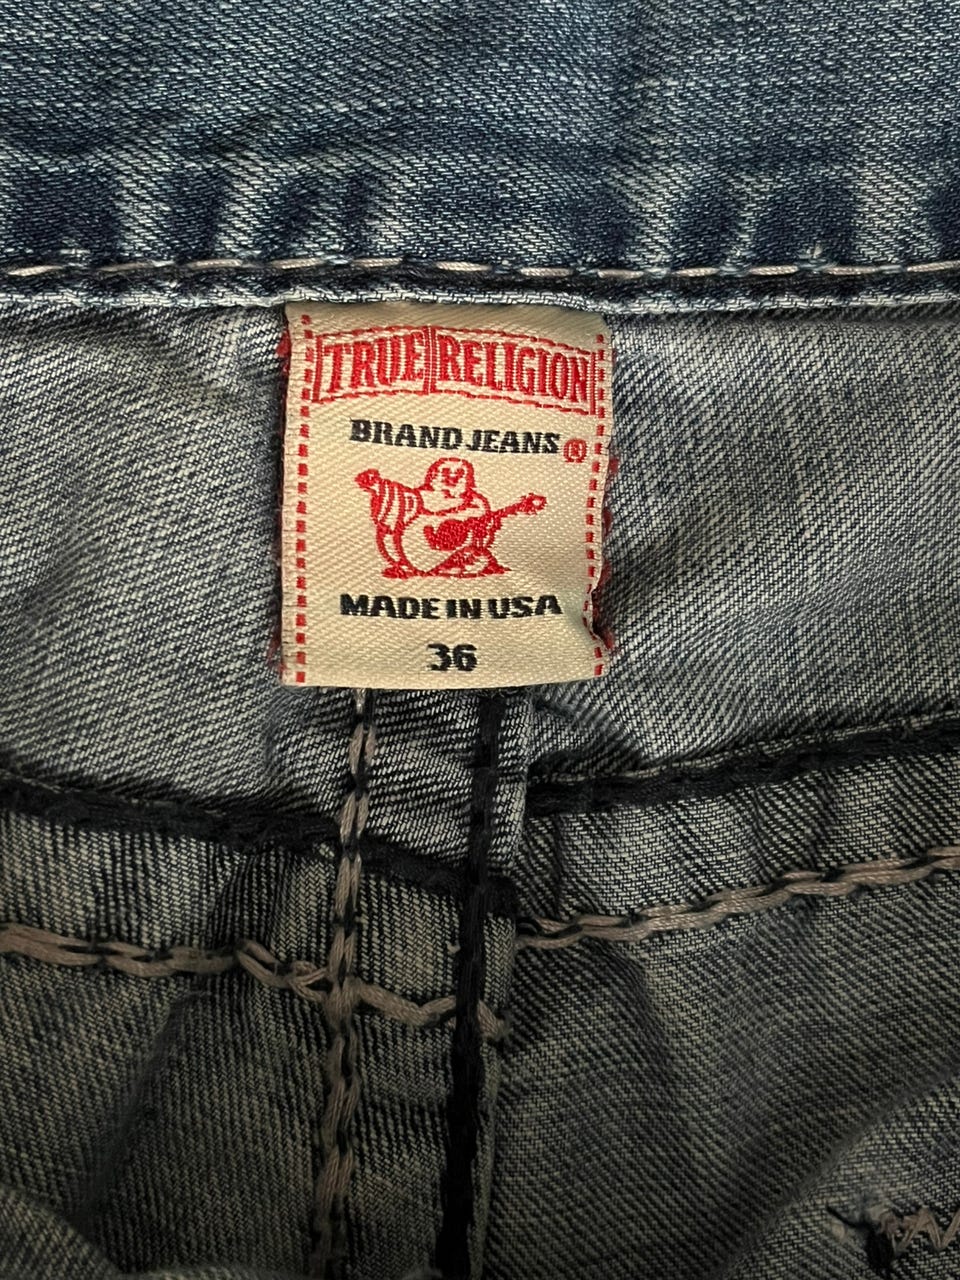 TRUE RELIGION
BRAND JEANS ®
MADE IN USA
36